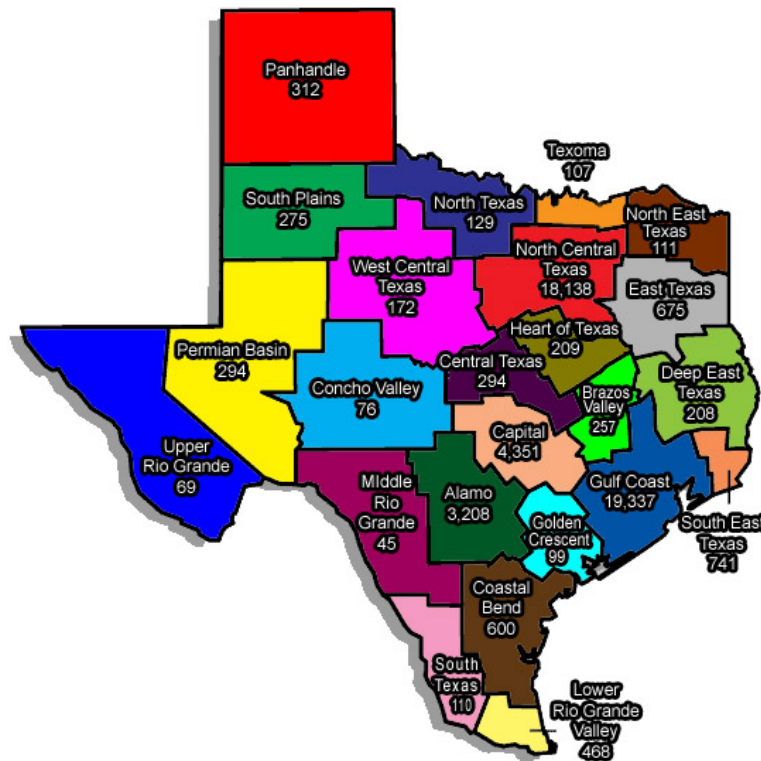 Panhandle
312
South Plains
275
North Texas
129
Texoma
107
North East
Texas
111
West Central
Texas
172
North Central
Texas
18,138
East Texas
675
Upper
Rio Grande
69
Permian Basin
294
Concho Valley
76
Central Texas
294
Heart of Texas
209
Brazos
Valley
257
Deep East
Texas
208
Capital
4,351
MIddle
Rio
Grande
45
Alamo
3,208
Golden
Crescent
99
Gulf Coast
19,337
South East
Texas
741
Coastal
Bend
600
South
Texas
110
Lower
Rio Grande
Valley
468